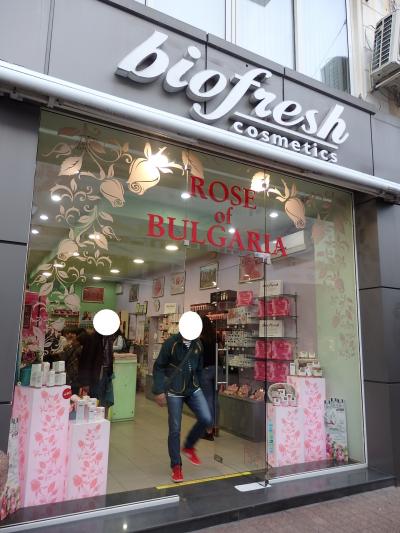 biofresh
cosmetics
ROSE
of
BULGARIA